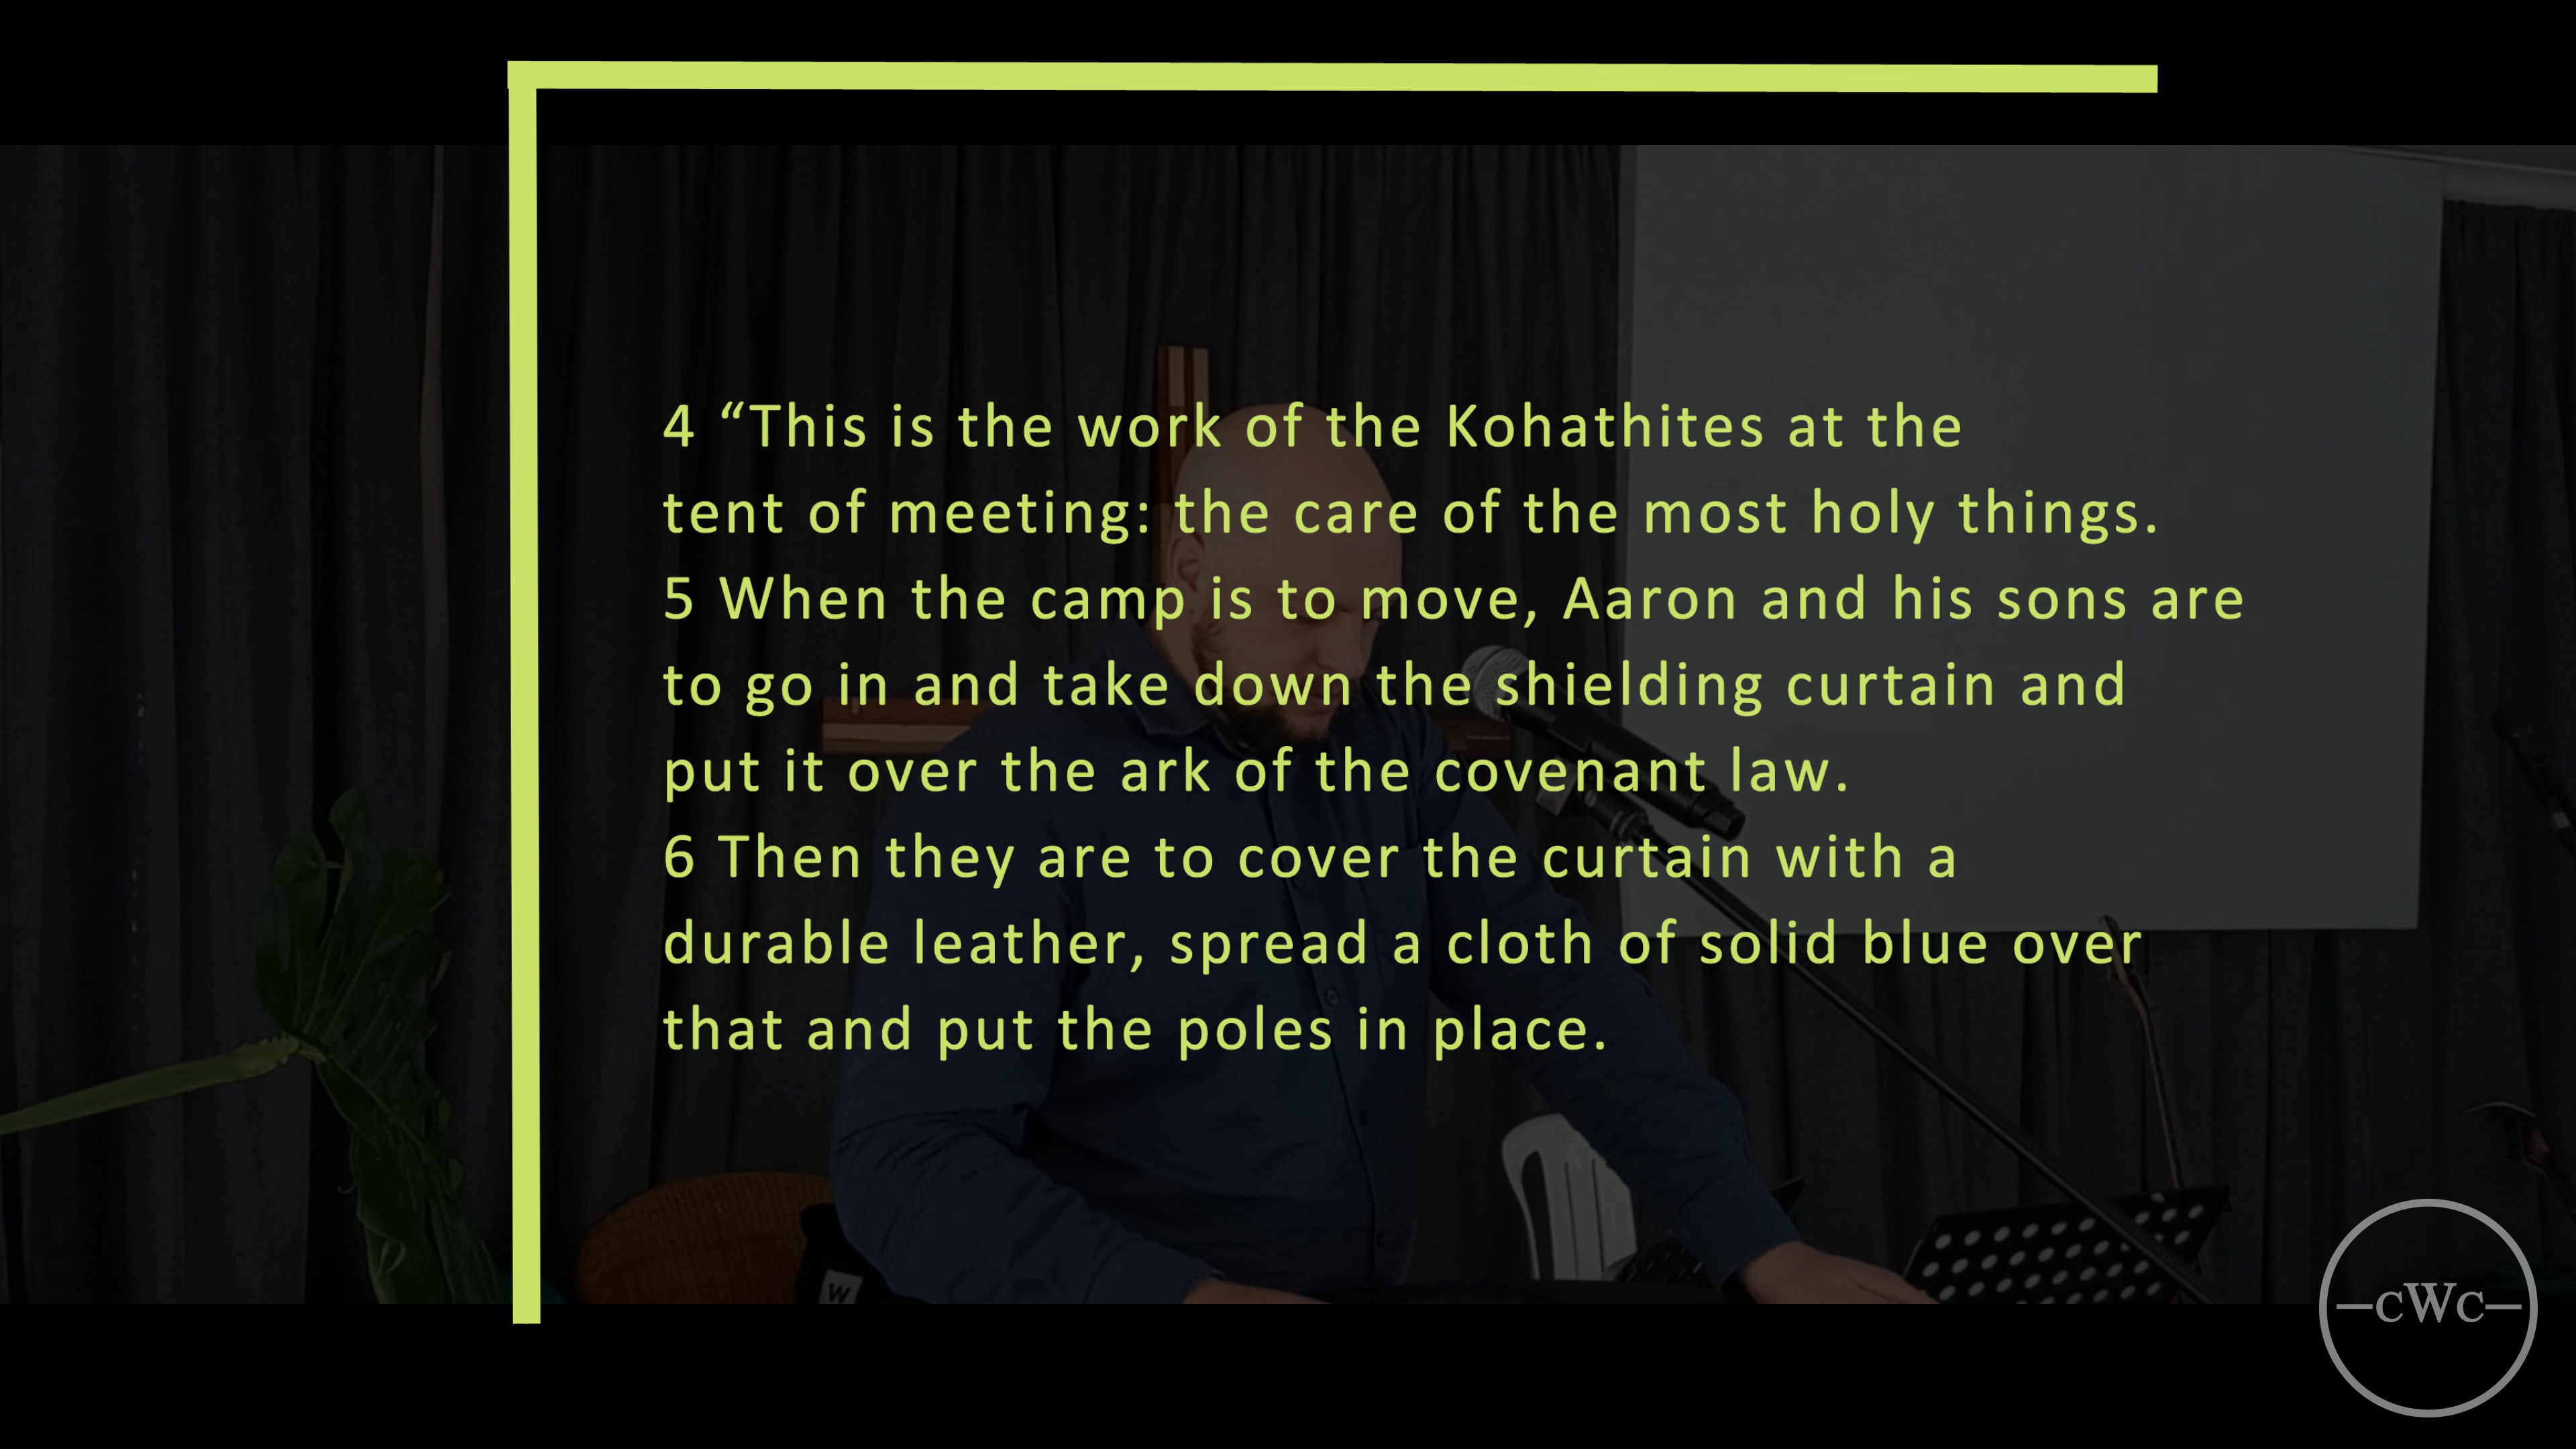 4 “This is the work of the Kohathites at the
tent of meeting: the care of the most holy things.
5 When the camp is to move, Aaron and his sons are
to go in and take down the shielding curtain and
put it over the ark of the covenant law.
6 Then they are to cover the curtain with a
durable leather, spread a cloth of solid blue over
that and put the poles in place.
W
CWC